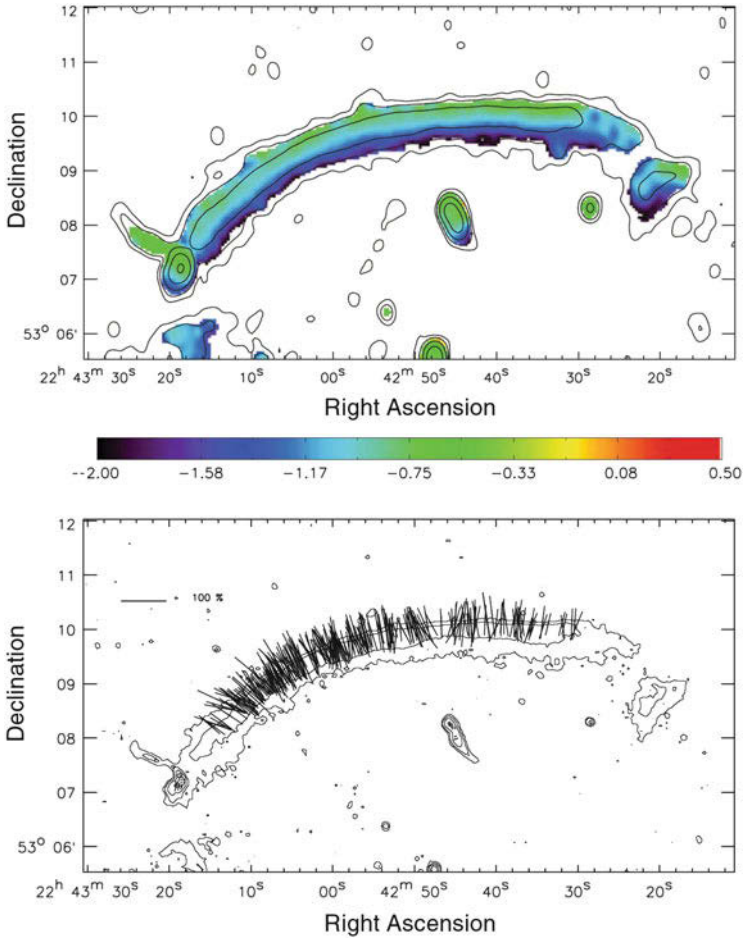 12
11
10
09
08
07
53° 06'
Declination
22ʰ 43ᵐ 30ˢ 20ˢ 10ˢ 00ˢ 42ᵐ 50ˢ 40ˢ 30ˢ 20ˢ
Right Ascension
--2.00 −1.58 −1.17 −0.75 −0.33 0.08 0.50
12
11
10
09
08
07
53° 06'
Declination
100 %
22ʰ 43ᵐ 30ˢ 20ˢ 10ˢ 00ˢ 42ᵐ 50ˢ 40ˢ 30ˢ 20ˢ
Right Ascension